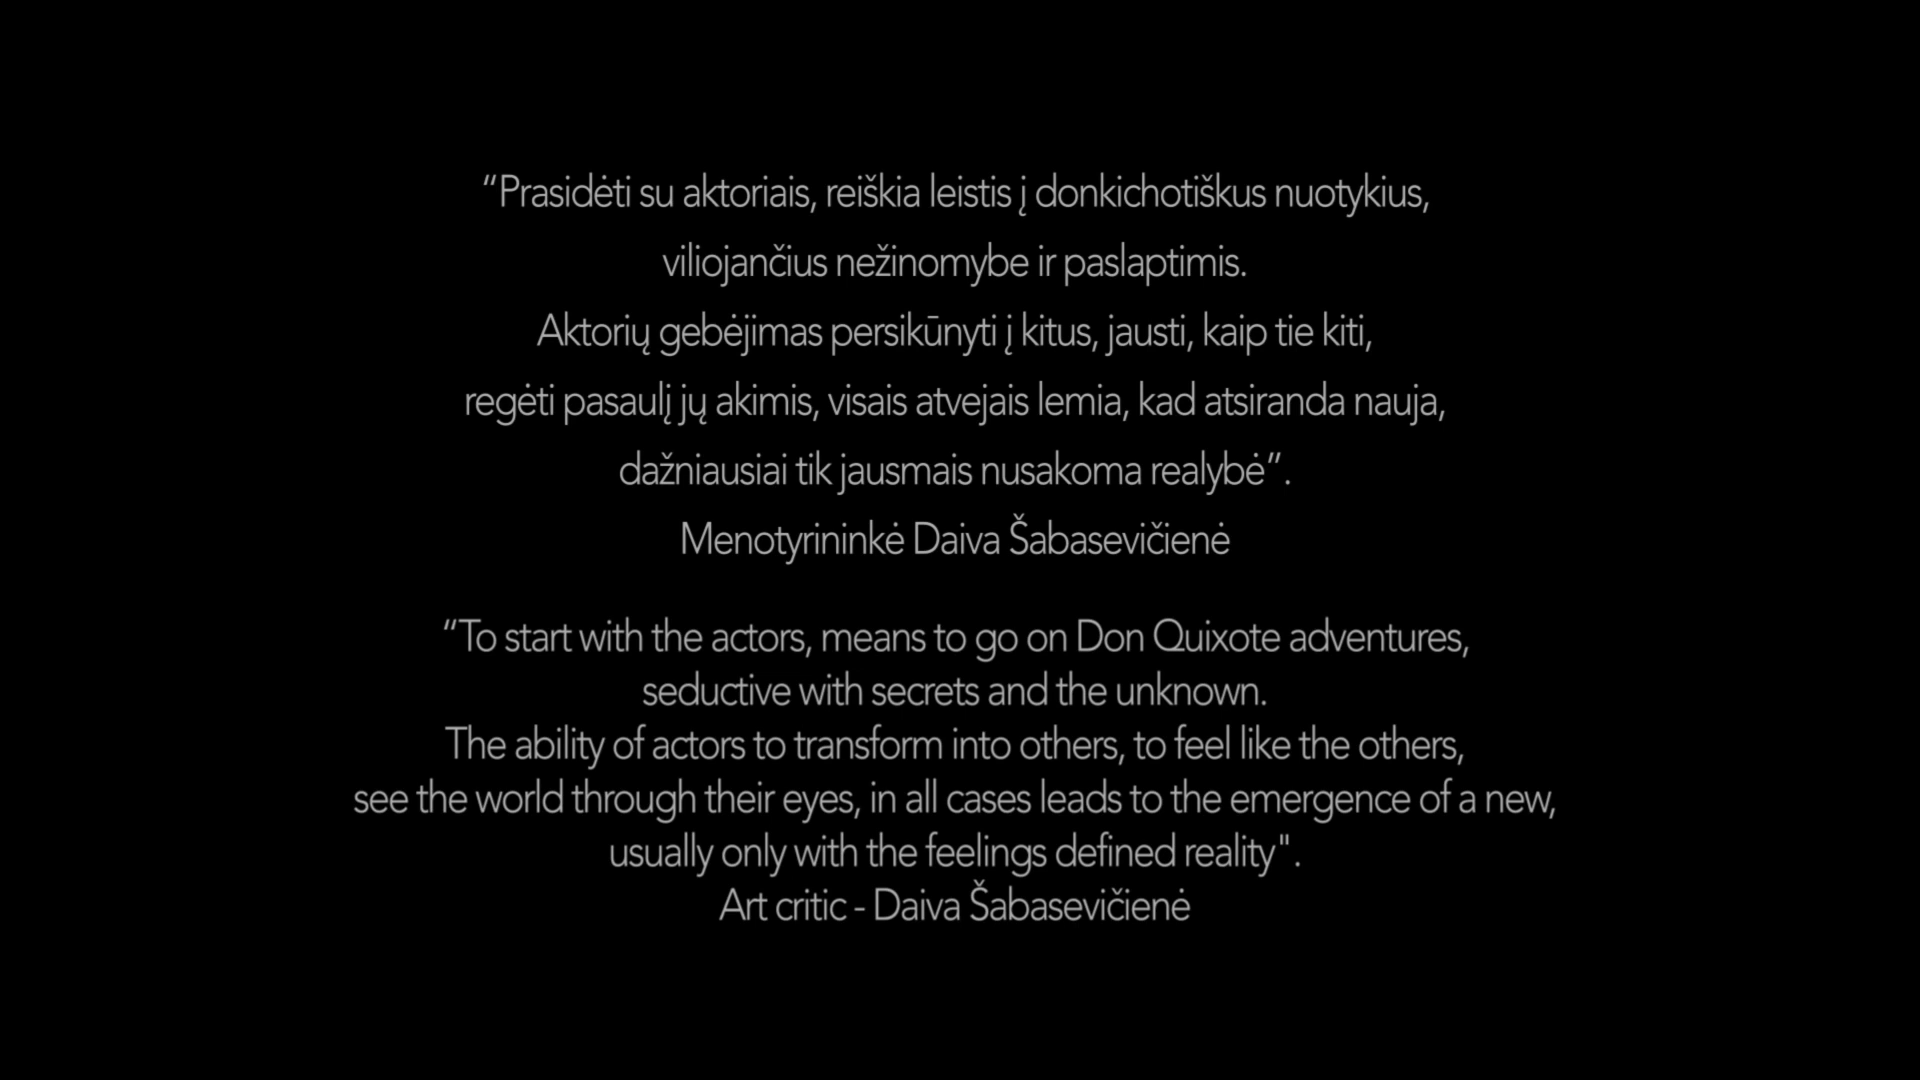 “Prasidėti su aktoriais, reiškia leistis į donkichotiškus nuotykius,
viliojančius nežinomybe ir paslaptimis.
Aktorių gebėjimas persikūnyti į kitus, jausti, kaip tie kiti,
regėti pasaulį jų akimis, visais atvejais lemia, kad atsiranda nauja,
dažniausiai tik jausmais nusakoma realybė”.
Menotyrininkė Daiva Šabasevičienė
“To start with the actors, means to go on Don Quixote adventures,
seductive with secrets and the unknown.
The ability of actors to transform into others, to feel like the others,
see the world through their eyes, in all cases leads to the emergence of a new,
usually only with the feelings defined reality".
Art critic - Daiva Šabasevičienė